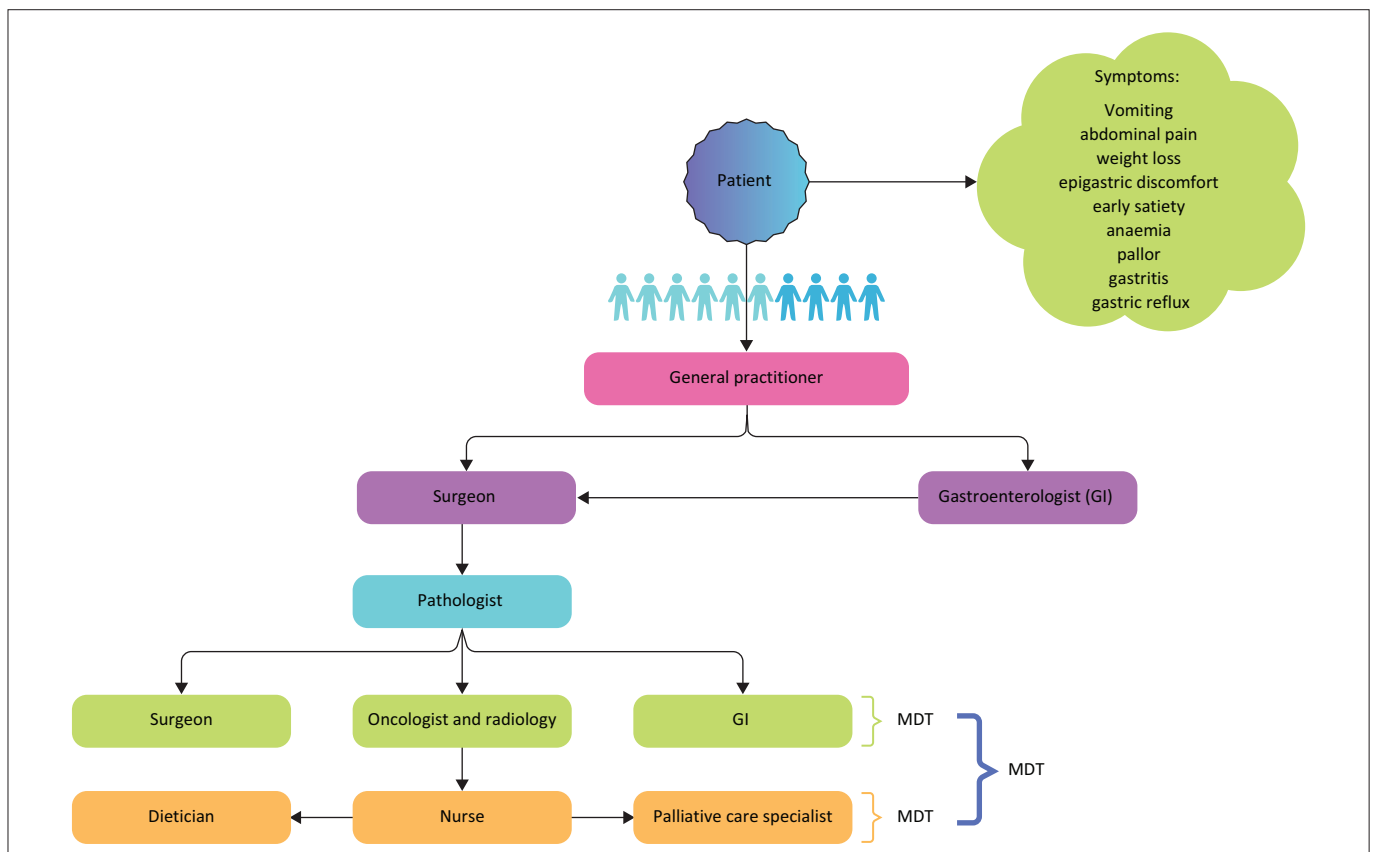 Symptoms:
Vomiting
abdominal pain
weight loss
epigastric discomfort
early satiety
anaemia
pallor
gastritis
gastric reflux
Patient
General practitioner
Surgeon
Gastroenterologist (GI)
Pathologist
Surgeon
Oncologist and radiology
GI
MDT
MDT
Dietician
Nurse
Palliative care specialist
MDT